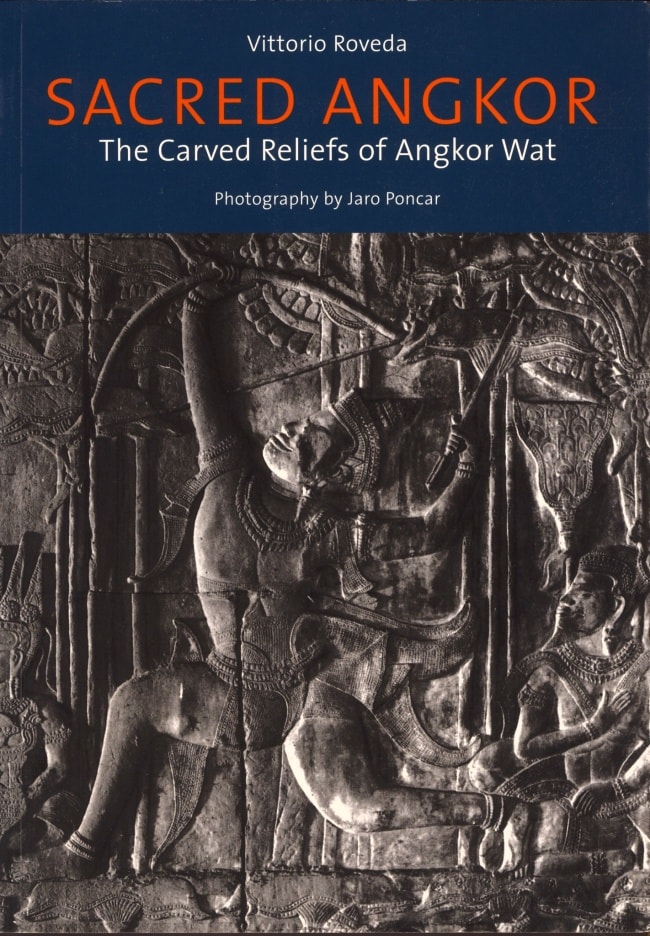 Vittorio Roveda
SACRED ANGKOR
The Carved Reliefs of Angkor Wat
Photography by Jaro Poncar